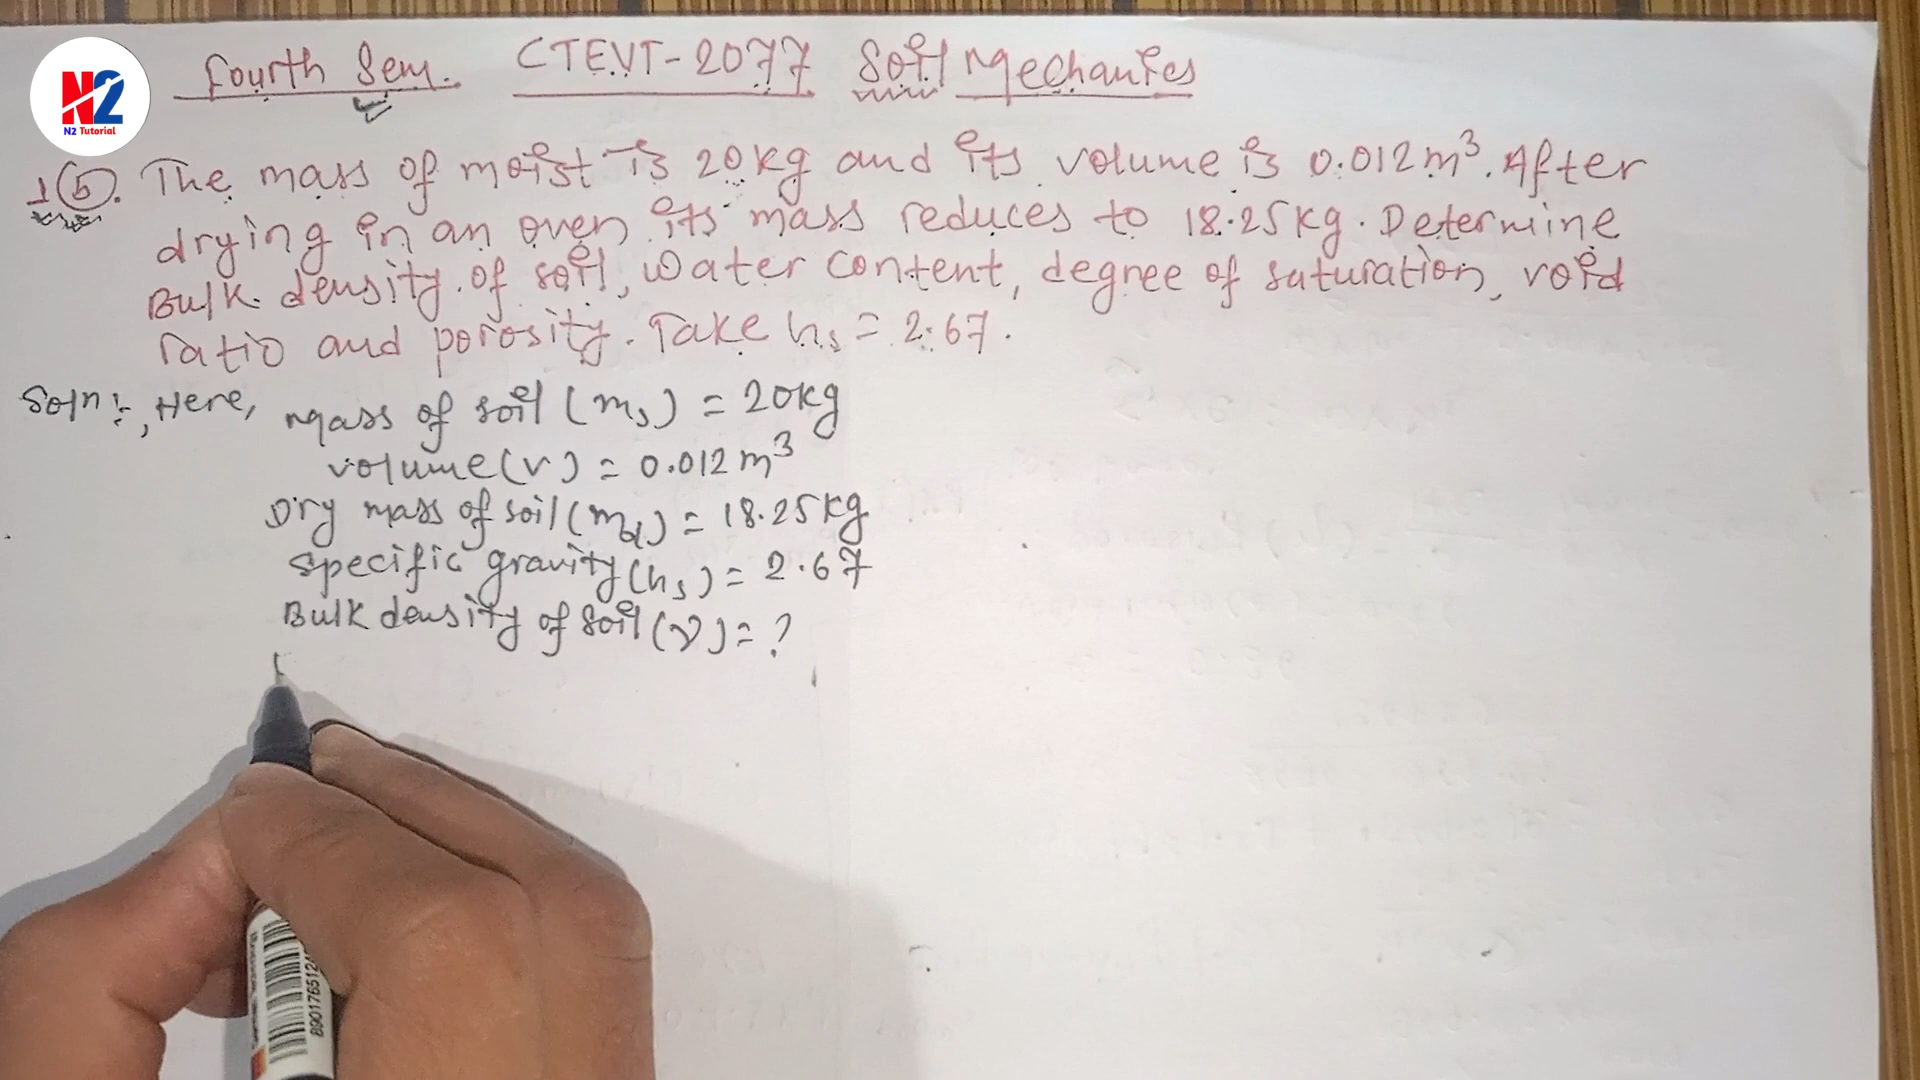 N2
N2 Tutorial
Fourth Sem. CTEVT-2077 Soil Mechanics
1(b). The mass of moist is 20kg and its volume is 0.012m³. After
drying in an oven its mass reduces to 18.25kg. Determine
Bulk density of soil, Water content, degree of saturation, void
ratio and porosity. Take Gs = 2.67.
Soln:-, Here, mass of soil (ms) = 20kg
volume(v) = 0.012m³
Dry mass of soil(md) = 18.25kg
specific gravity(Gs) = 2.67
Bulk density of soil(γ) = ?